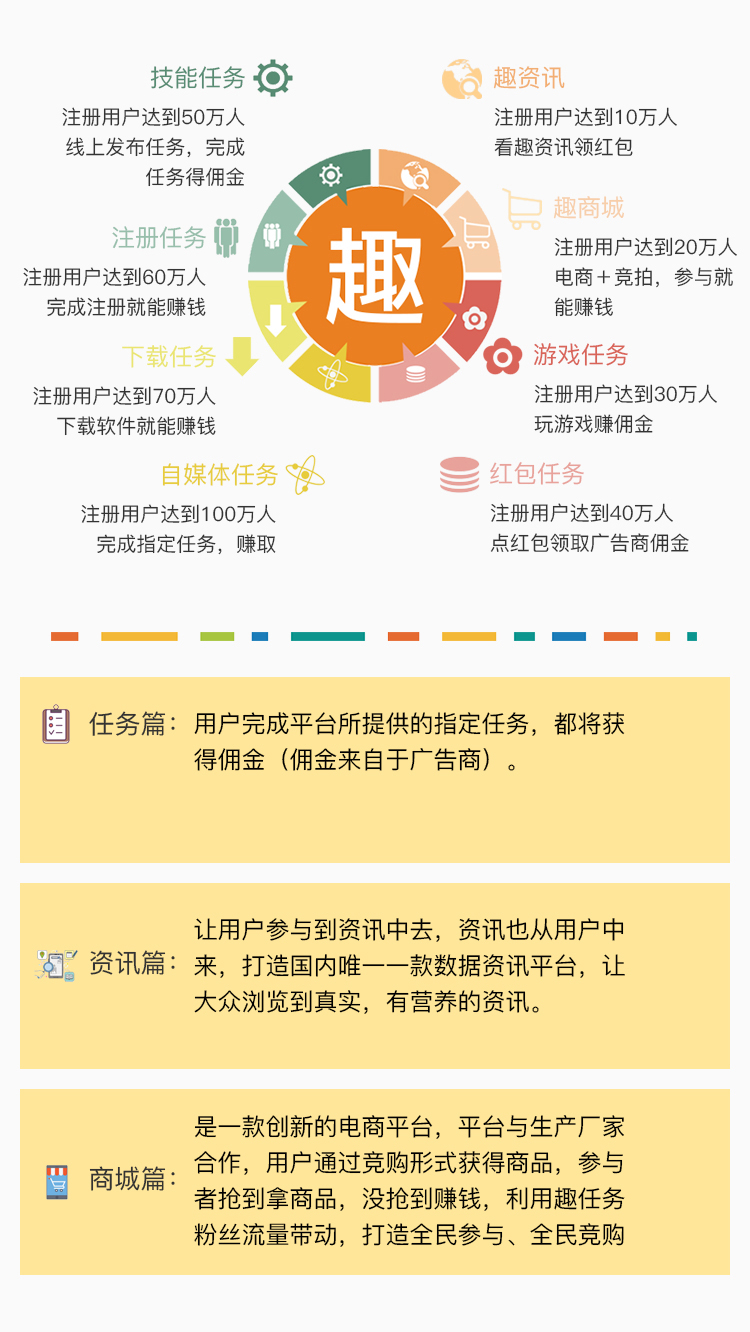 技能任务
注册用户达到50万人
线上发布任务，完成
任务得佣金
趣资讯
注册用户达到10万人
看趣资讯领红包
注册任务
注册用户达到60万人
完成注册就能赚钱
趣商城
注册用户达到20万人
电商＋竞拍，参与就
能赚钱
趣
下载任务
注册用户达到70万人
下载软件就能赚钱
游戏任务
注册用户达到30万人
玩游戏赚佣金
自媒体任务
注册用户达到100万人
完成指定任务，赚取
红包任务
注册用户达到40万人
点红包领取广告商佣金
任务篇：用户完成平台所提供的指定任务，都将获
得佣金（佣金来自于广告商）。
让用户参与到资讯中去，资讯也从用户中
资讯篇：来，打造国内唯一一款数据资讯平台，让
大众浏览到真实，有营养的资讯。
是一款创新的电商平台，平台与生产厂家
合作，用户通过竞购形式获得商品，参与
商城篇：者抢到拿商品，没抢到赚钱，利用趣任务
粉丝流量带动，打造全民参与、全民竞购